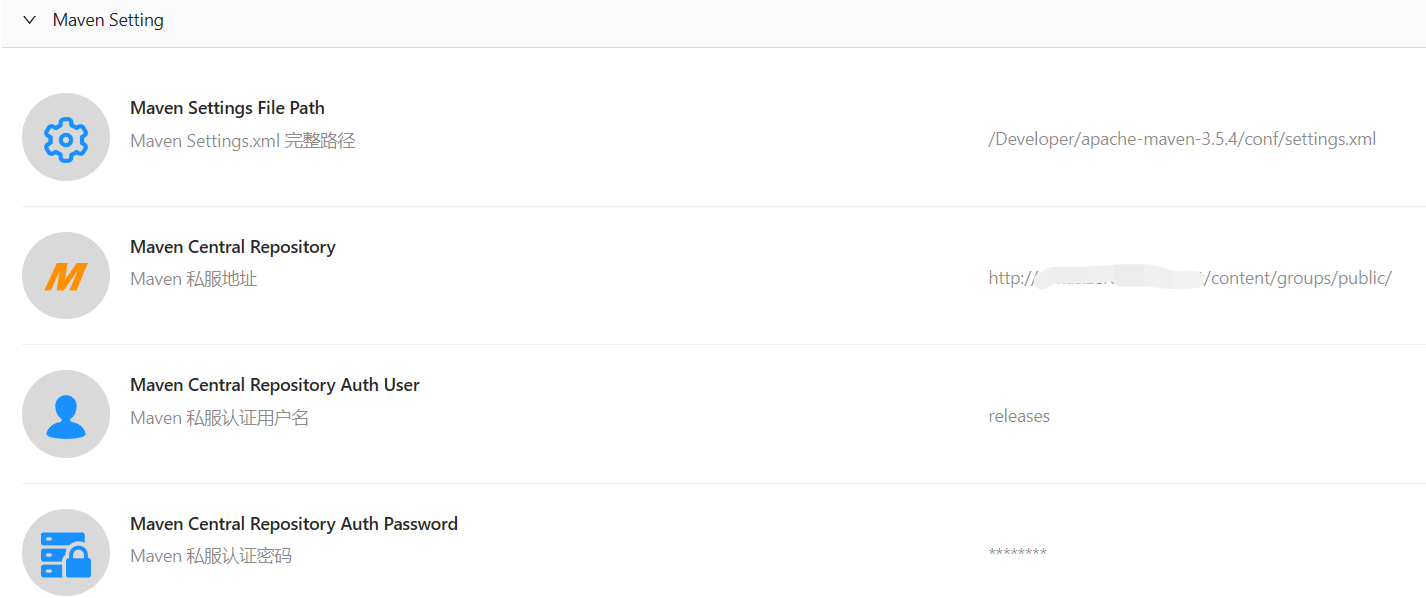 Maven Setting
Maven Settings File Path
Maven Settings.xml 完整路径
/Developer/apache-maven-3.5.4/conf/settings.xml
Maven Central Repository
Maven 私服地址
http:// /content/groups/public/
Maven Central Repository Auth User
Maven 私服认证用户名
releases
Maven Central Repository Auth Password
Maven 私服认证密码
********